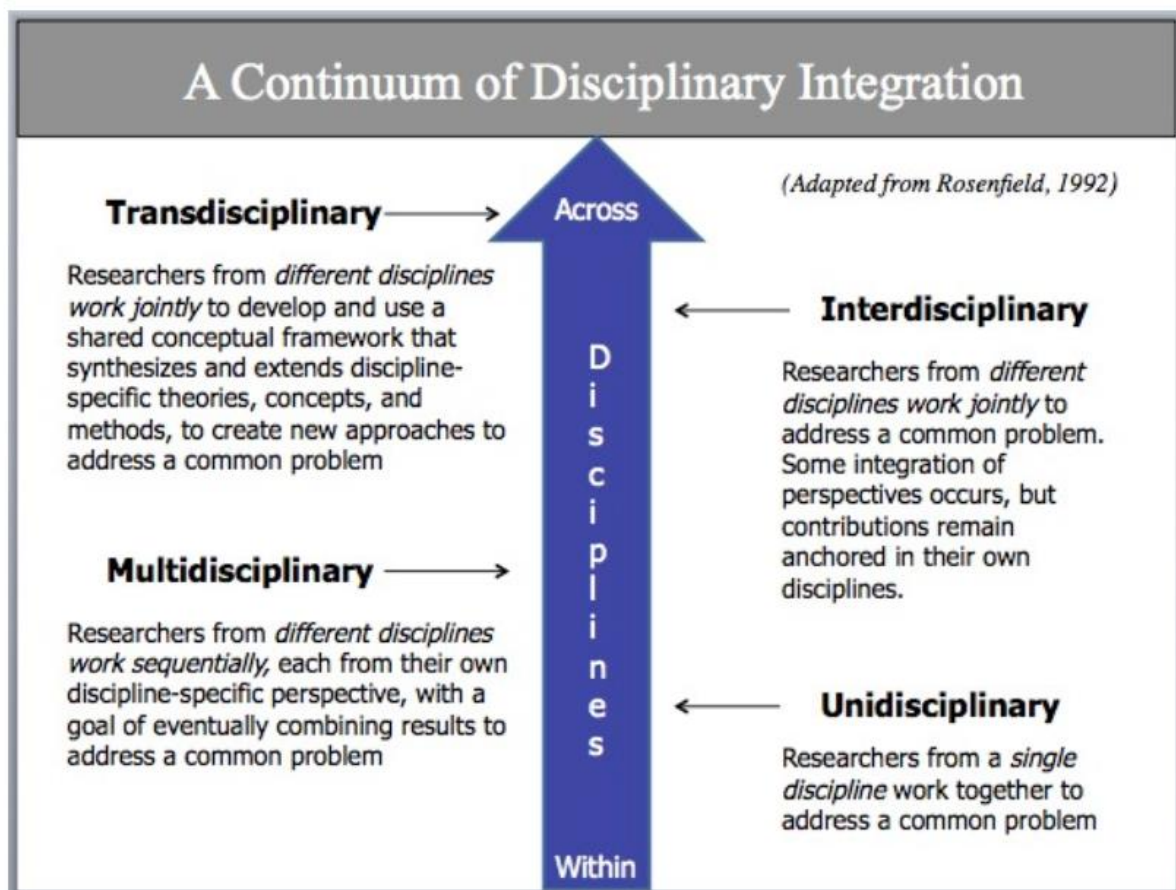 A Continuum of Disciplinary Integration
(Adapted from Rosenfield, 1992)
Transdisciplinary
Researchers from different disciplines
work jointly to develop and use a
shared conceptual framework that
synthesizes and extends discipline-
specific theories, concepts, and
methods, to create new approaches to
address a common problem
Across
Disciplines
Within
Interdisciplinary
Researchers from different
disciplines work jointly to
address a common problem.
Some integration of
perspectives occurs, but
contributions remain
anchored in their own
disciplines.
Multidisciplinary
Researchers from different disciplines
work sequentially, each from their own
discipline-specific perspective, with a
goal of eventually combining results to
address a common problem
Unidisciplinary
Researchers from a single
discipline work together to
address a common problem